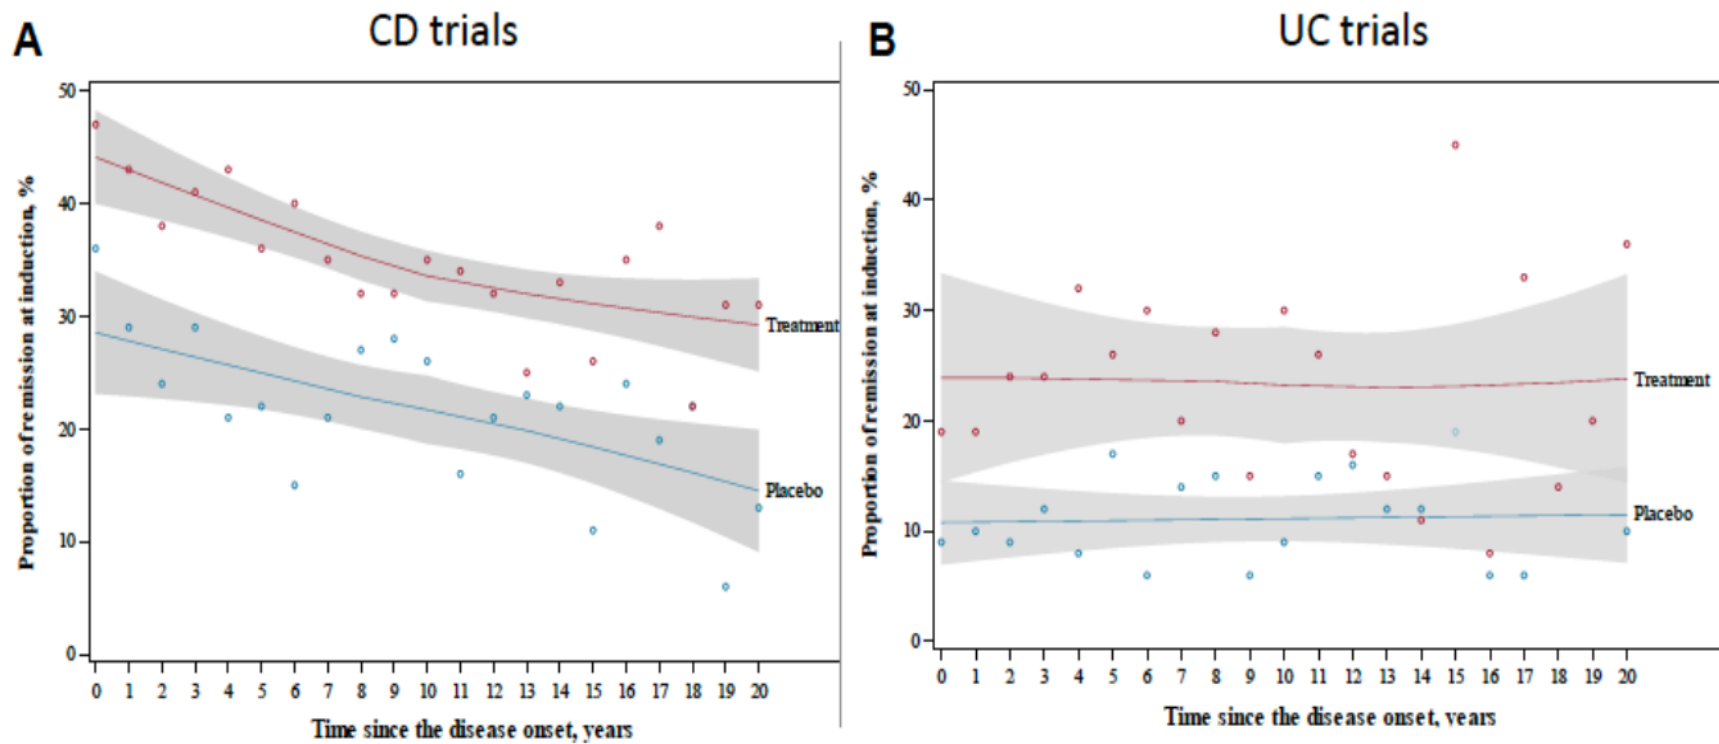 A
CD trials
Proportion of remission at induction, %
50
40
30
20
10
0
Treatment
Placebo
0 1 2 3 4 5 6 7 8 9 10 11 12 13 14 15 16 17 18 19 20
Time since the disease onset, years
B
UC trials
Proportion of remission at induction, %
50
40
30
20
10
0
Treatment
Placebo
0 1 2 3 4 5 6 7 8 9 10 11 12 13 14 15 16 17 18 19 20
Time since the disease onset, years